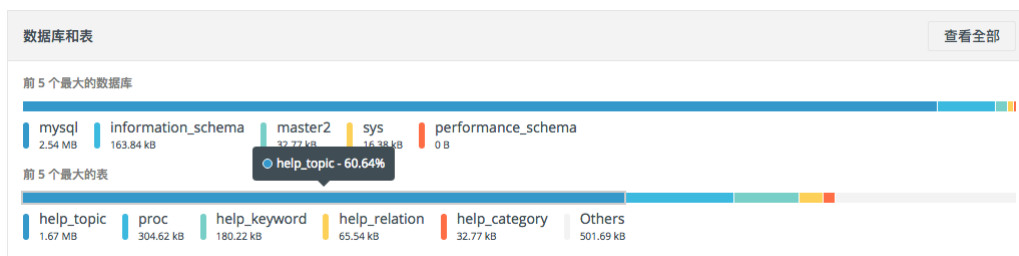 数据库和表 查看全部
前 5 个最大的数据库
mysql information_schema master2 sys performance_schema
2.54 MB 163.84 kB 32.77 kB 16.38 kB 0 B
help_topic - 60.64%
前 5 个最大的表
help_topic proc help_keyword help_relation help_category Others
1.67 MB 304.62 kB 180.22 kB 65.54 kB 32.77 kB 501.69 kB